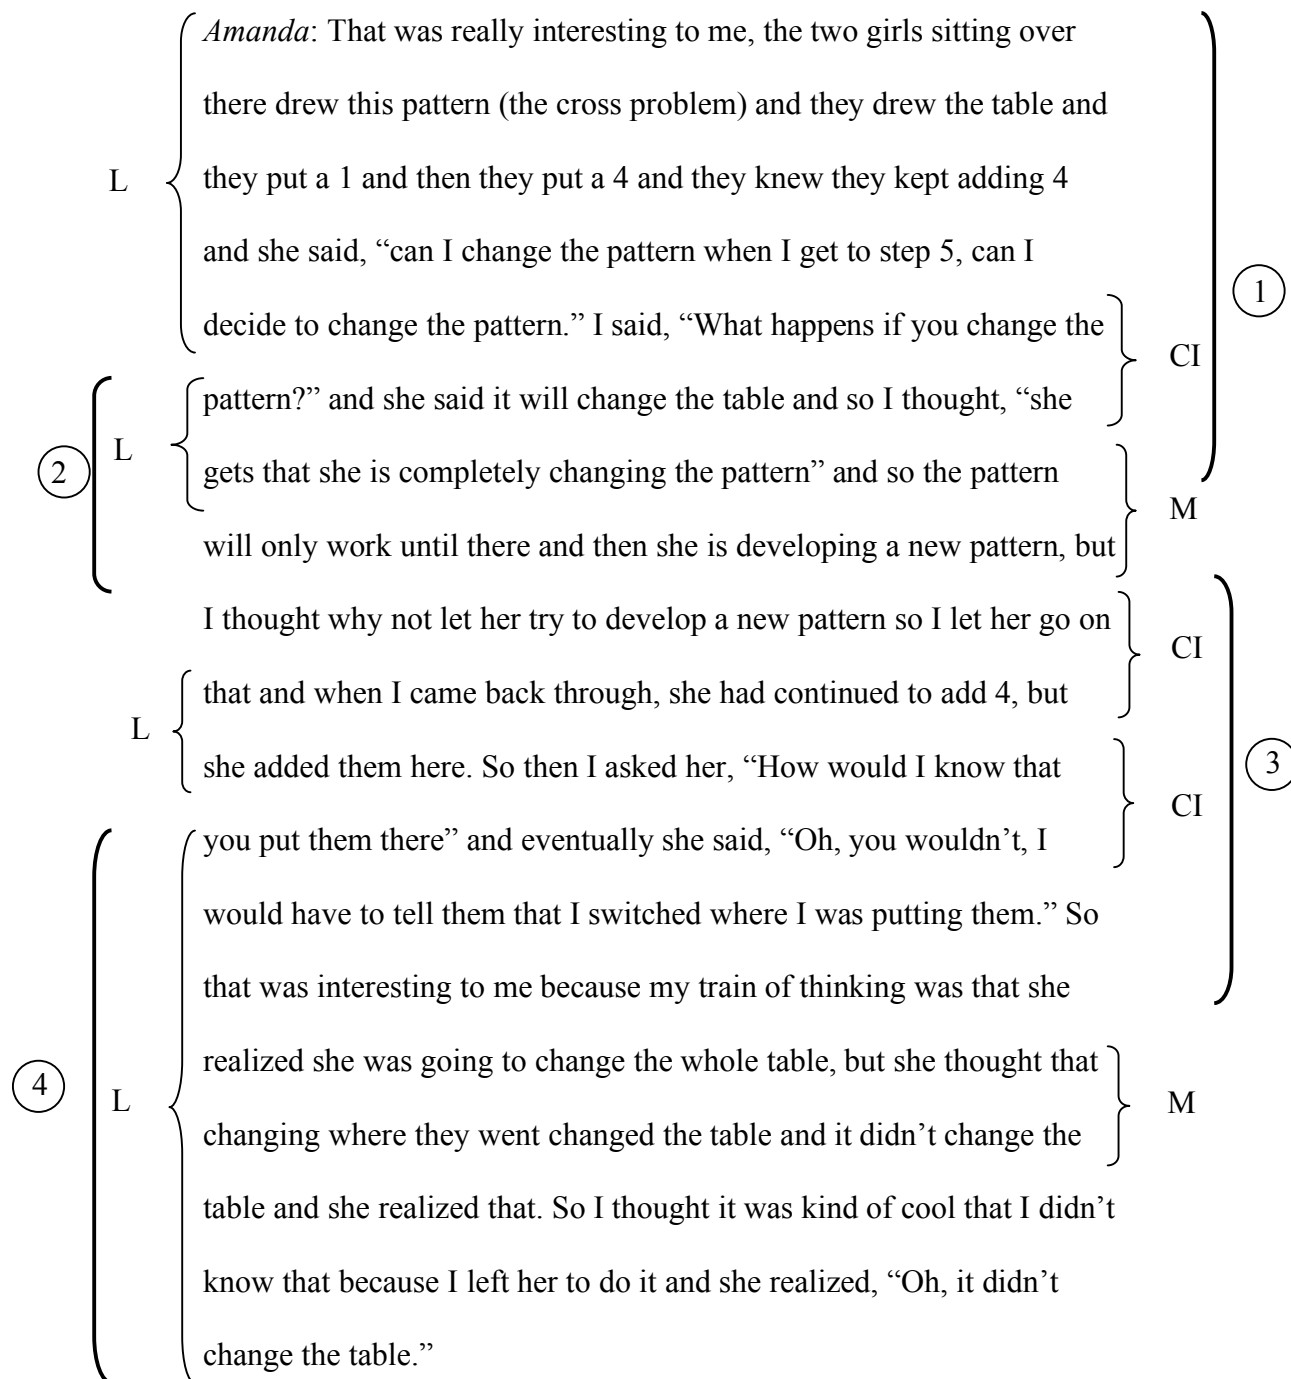 Amanda: That was really interesting to me, the two girls sitting over
there drew this pattern (the cross problem) and they drew the table and
L they put a 1 and then they put a 4 and they knew they kept adding 4
and she said, “can I change the pattern when I get to step 5, can I
1
decide to change the pattern.” I said, “What happens if you change the
CI
pattern?” and she said it will change the table and so I thought, “she
L
2 gets that she is completely changing the pattern” and so the pattern
M
will only work until there and then she is developing a new pattern, but
I thought why not let her try to develop a new pattern so I let her go on
CI
that and when I came back through, she had continued to add 4, but
L
she added them here. So then I asked her, “How would I know that 3
CI
you put them there” and eventually she said, “Oh, you wouldn’t, I
would have to tell them that I switched where I was putting them.” So
that was interesting to me because my train of thinking was that she
realized she was going to change the whole table, but she thought that
4 L M
changing where they went changed the table and it didn’t change the
table and she realized that. So I thought it was kind of cool that I didn’t
know that because I left her to do it and she realized, “Oh, it didn’t
change the table.”